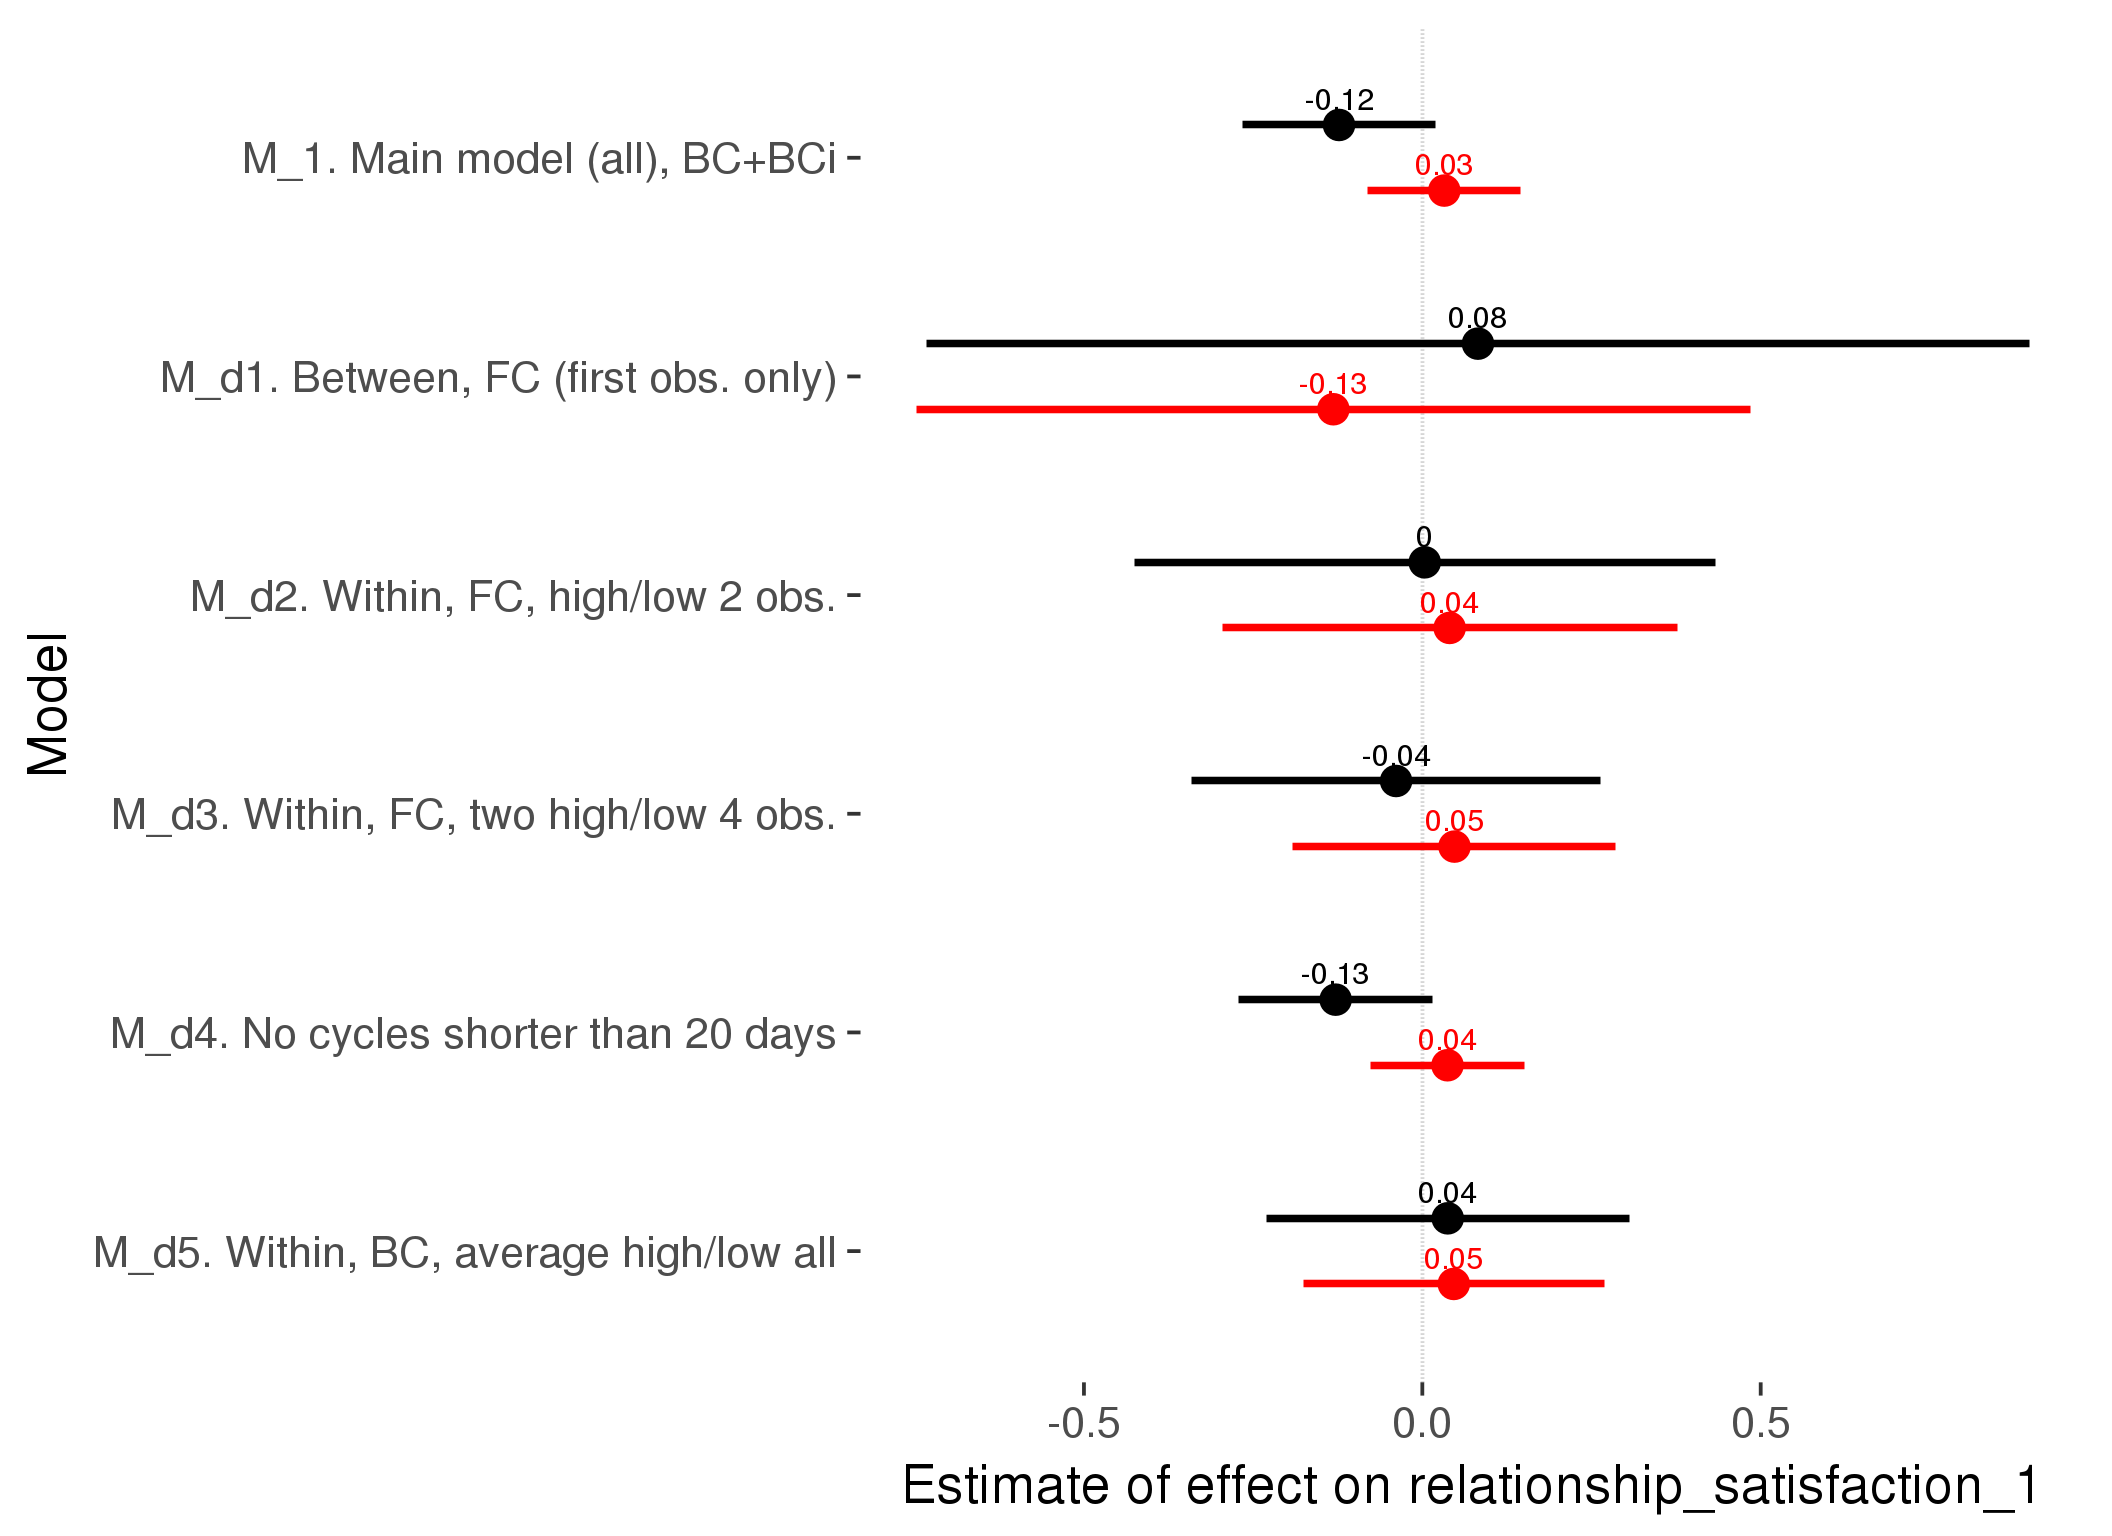 -0.12
M_1. Main model (all), BC+BCi
0.03
0.08
M_d1. Between, FC (first obs. only)
-0.13
0
M_d2. Within, FC, high/low 2 obs.
0.04
Model
-0.04
M_d3. Within, FC, two high/low 4 obs.
0.05
-0.13
M_d4. No cycles shorter than 20 days
0.04
0.04
M_d5. Within, BC, average high/low all
0.05
-0.5 0.0 0.5
Estimate of effect on relationship_satisfaction_1